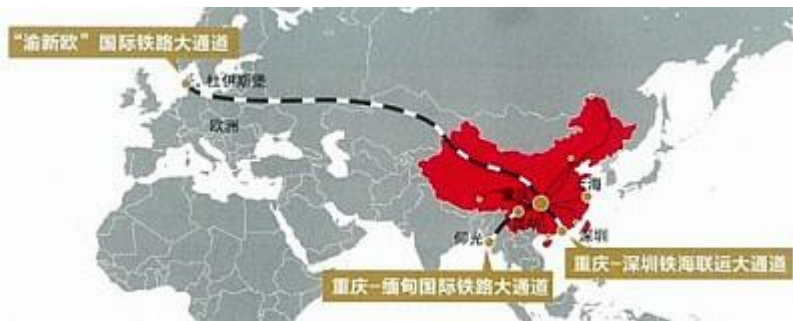 “渝新欧”国际铁路大通道
杜伊斯堡
欧洲
上海
仰光
深圳
重庆-深圳铁海联运大通道
重庆-缅甸国际铁路大通道